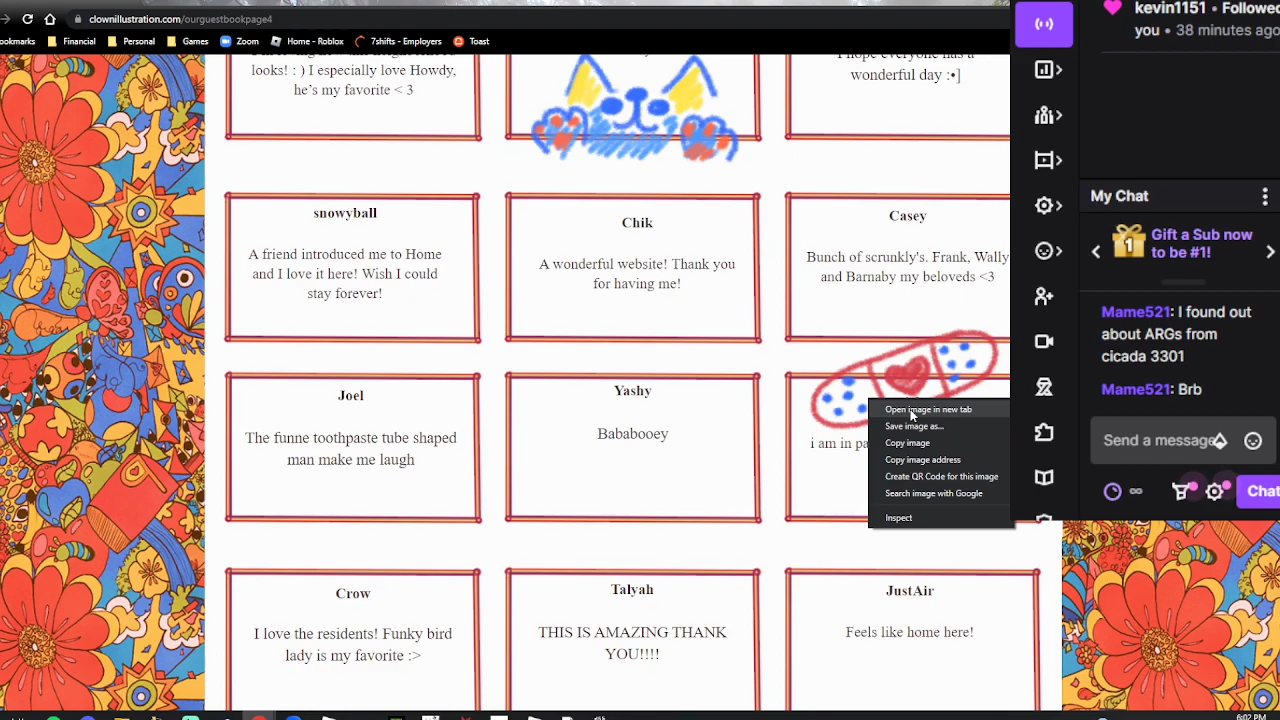 clownillustration.com/ourguestbookpage4
ookmarks
Financial
Personal
Games
Zoom
Home - Roblox
7shifts - Employers
Toast
looks! : ) I especially love Howdy,
he's my favorite < 3
wonderful day :•]
snowyball
A friend introduced me to Home
and I love it here! Wish I could
stay forever!
Chik
A wonderful website! Thank you
for having me!
Casey
Bunch of scrunkly's. Frank, Wally
and Barnaby my beloveds <3
Joel
The funne toothpaste tube shaped
man make me laugh
Yashy
Bababooey
i am in pa
Open image in new tab
Save image as...
Copy image
Copy image address
Create QR Code for this image
Search image with Google
Inspect
Crow
I love the residents! Funky bird
lady is my favorite :>
Talyah
THIS IS AMAZING THANK
YOU!!!!
JustAir
Feels like home here!
kevin1151 • Followed
you • 38 minutes ago
My Chat
1
Gift a Sub now
to be #1!
Mame521: I found out
about ARGs from
cicada 3301
Mame521: Brb
Send a message
Chat
6:02 PM